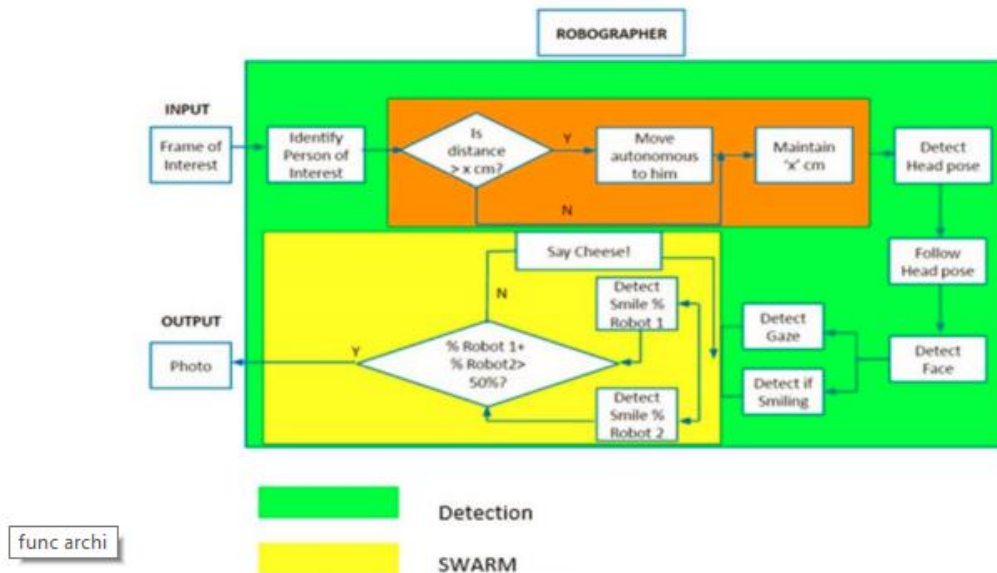 ROBOGRAPHER
INPUT
Frame of
Interest
Identify
Person of
Interest
Is
distance
> x cm?
Y
Move
autonomous
to him
Maintain
'x' cm
N
Detect
Head pose
Follow
Head pose
Detect
Face
Detect
Gaze
Detect if
Smiling
Say Cheese!
N
Detect
Smile %
Robot 1
% Robot 1+
% Robot2>
50%?
Detect
Smile %
Robot 2
Y
OUTPUT
Photo
Detection
SWARM
func archi